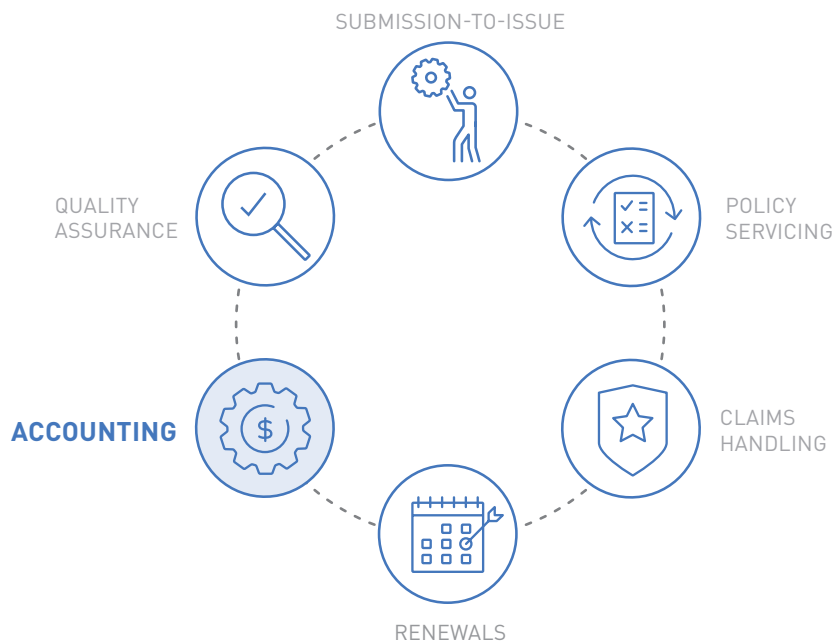 SUBMISSION-TO-ISSUE
QUALITY
ASSURANCE
POLICY
SERVICING
ACCOUNTING
$
CLAIMS
HANDLING
RENEWALS